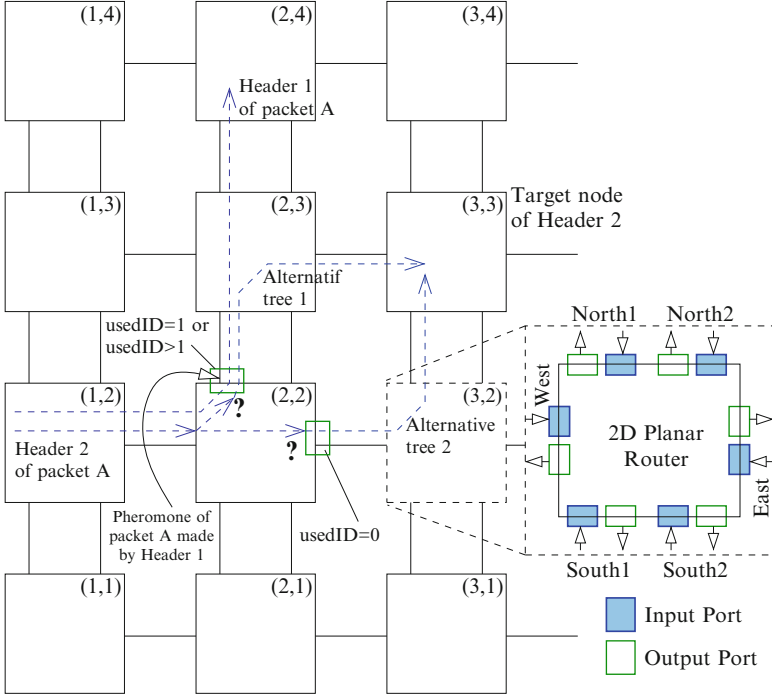 (1,4)
(2,4)
(3,4)
Header 1
of packet A
(1,3)
(2,3)
(3,3)
Target node
of Header 2
Alternatif
tree 1
usedID=1 or
usedID>1
(1,2)
(2,2)
(3,2)
?
Header 2
of packet A
?
Alternative
tree 2
Pheromone of
packet A made
by Header 1
usedID=0
North1
North2
West
2D Planar
Router
East
South1
South2
(1,1)
(2,1)
(3,1)
Input Port
Output Port